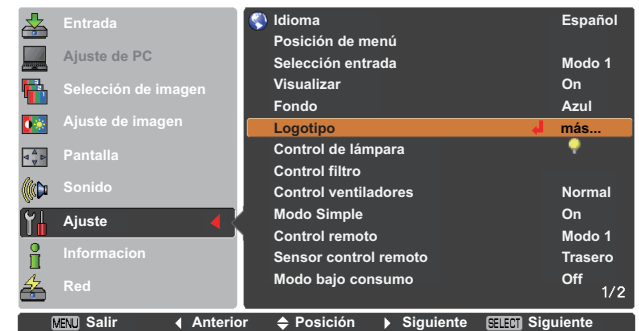 Entrada
Ajuste de PC
Selección de imagen
Ajuste de imagen
Pantalla
Sonido
Ajuste
Informacion
Red
Idioma Español
Posición de menú
Selección entrada Modo 1
Visualizar On
Fondo Azul
Logotipo más...
Control de lámpara
Control filtro
Control ventiladores Normal
Modo Simple On
Control remoto Modo 1
Sensor control remoto Trasero
Modo bajo consumo Off
1/2
MENU Salir Anterior Posición Siguiente SELECT Siguiente